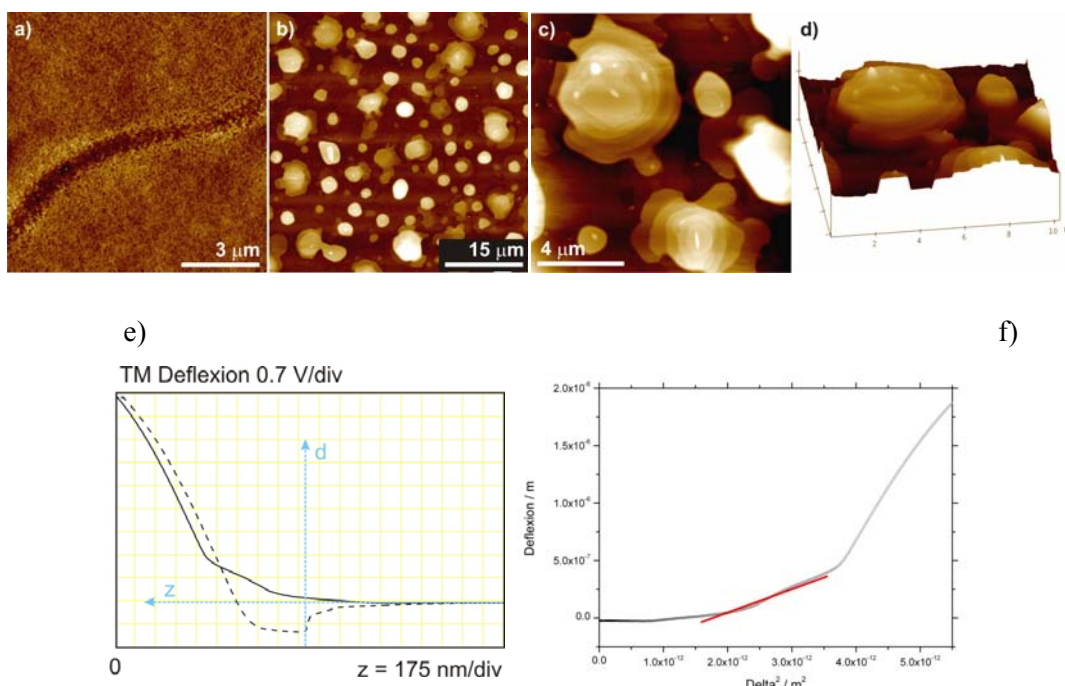 a) b) c) d)
3 μm 15 μm 4 μm
2 4 6 8 10
e) f)
TM Deflexion 0.7 V/div
d
z
0 z = 175 nm/div
2.0x10⁻⁶
1.5x10⁻⁶
1.0x10⁻⁶
5.0x10⁻⁷
0.0
Deflexion / m
0.0 1.0x10⁻¹² 2.0x10⁻¹² 3.0x10⁻¹² 4.0x10⁻¹² 5.0x10⁻¹²
Delta² / m²